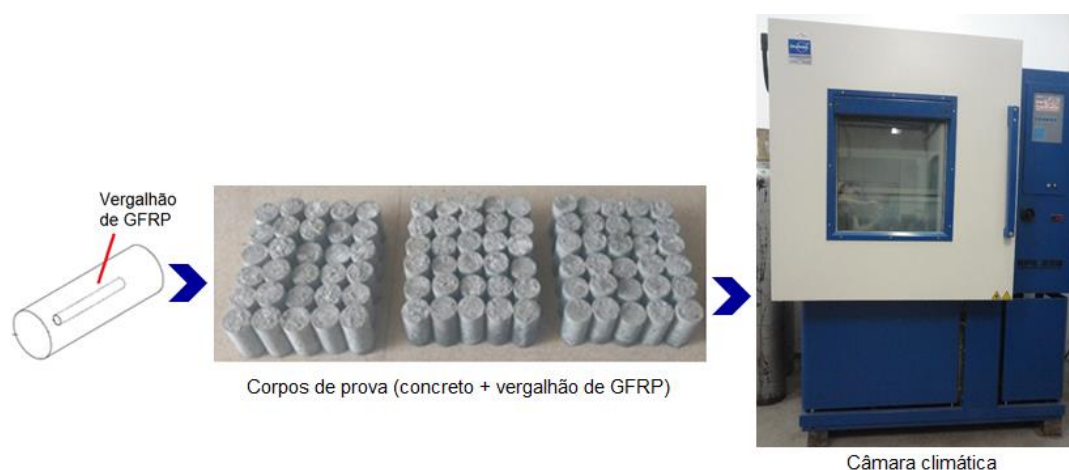 Vergalhão
de GFRP
Corpos de prova (concreto + vergalhão de GFRP)
Câmara climática